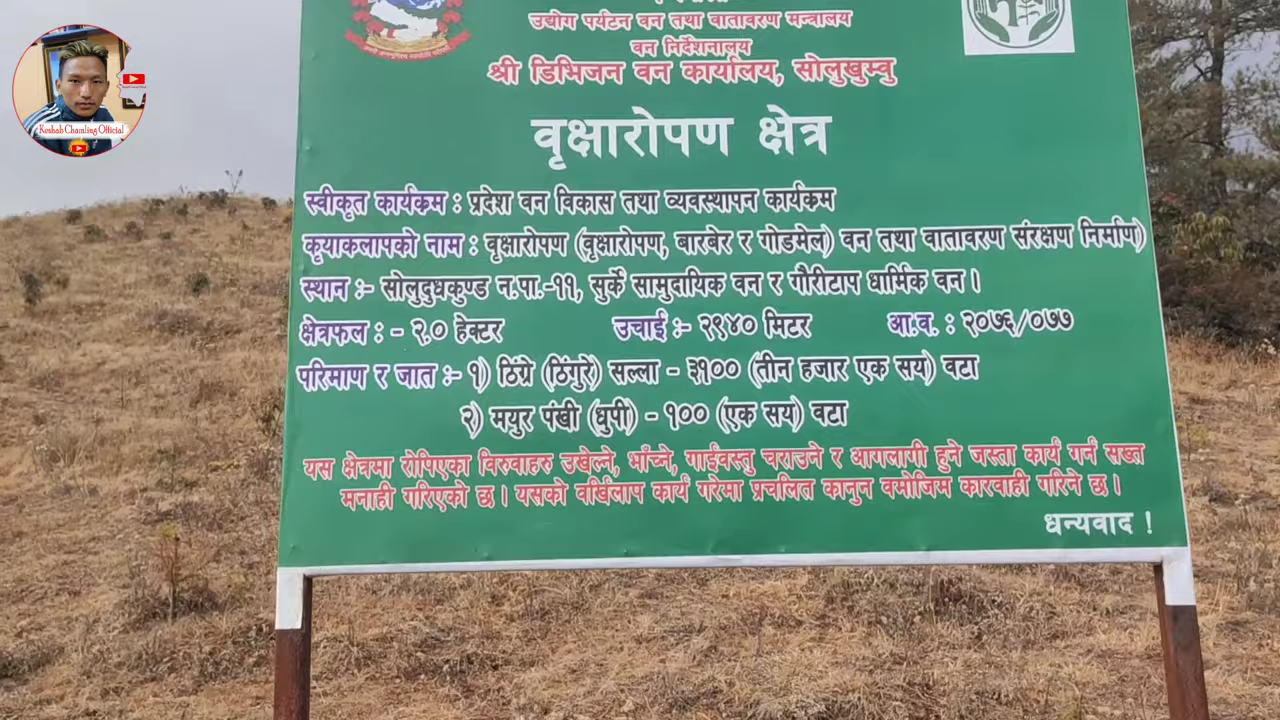 उद्योग पर्यटन वन तथा वातावरण मन्त्रालय
वन निर्देशनालय
श्री डिभिजन वन कार्यालय, सोलुखुम्बु
वृक्षारोपण क्षेत्र
स्वीकृत कार्यक्रम : प्रदेश वन विकास तथा व्यवस्थापन कार्यक्रम
कृयाकलापको नाम : वृक्षारोपण (वृक्षारोपण, बारबेर र गोडमेल) वन तथा वातावरण संरक्षण निर्माण)
स्थान :- सोलुदुधकुण्ड न.पा.-११, सुर्के सामुदायिक वन र गौरीटाप धार्मिक वन ।
क्षेत्रफल : - २.० हेक्टर उचाई :- २९४० मिटर आ.व. : २०७६/०७७
परिमाण र जात :- १) ठिंग्रे (ठिंगुरे) सल्ला - ३१०० (तीन हजार एक सय) वटा
२) मयुर पंखी (धुपी) - १०० (एक सय) वटा
यस क्षेत्रमा रोपिएका विरुवाहरु उखेल्ने, भाँच्ने, गाईवस्तु चराउने र आगलागी हुने जस्ता कार्य गर्न सख्त
मनाही गरिएको छ । यसको बर्खिलाप कार्य गरेमा प्रचलित कानुन वमोजिम कारवाही गरिने छ ।
धन्यवाद !
Keshab Chamling Official